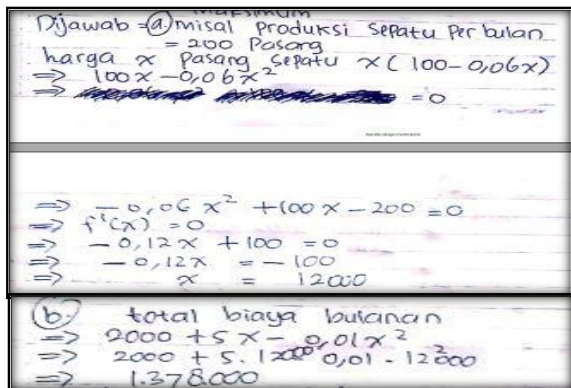 maksimum
Dijawab = (a) misal produksi sepatu per bulan
= 200 Pasang
harga x pasang sepatu x(100-0,06x)
⇒ 100x -0,06x²
⇒ = 0
⇒ -0,06x² +100x -200 =0
⇒ f'(x) = 0
⇒ -0,12x +100 =0
⇒ -0,12x = -100
⇒ x = 12000
(b) total biaya bulanan
⇒ 2000 +5x - 0,01x²
⇒ 2000 +5. 12000 0,01 - 12000²
⇒ 1.378.000